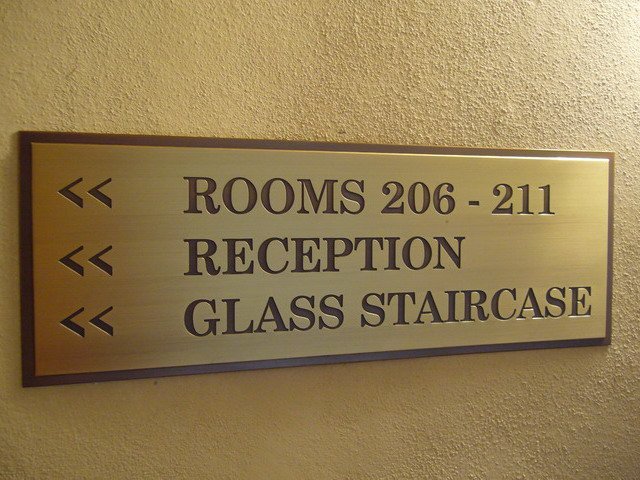 << ROOMS 206 - 211
<< RECEPTION
<< GLASS STAIRCASE